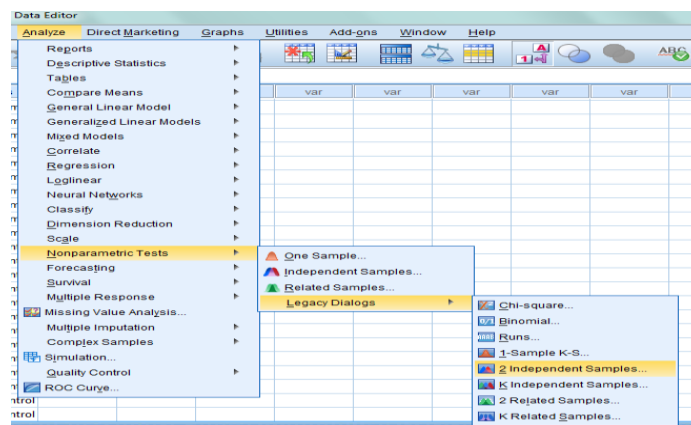 Data Editor
Analyze Direct Marketing Graphs Utilities Add-ons Window Help
var var var var var
Reports
Descriptive Statistics
Tables
Compare Means
General Linear Model
Generalized Linear Models
Mixed Models
Correlate
Regression
Loglinear
Neural Networks
Classify
Dimension Reduction
Scale
Nonparametric Tests
Forecasting
Survival
Multiple Response
Missing Value Analysis...
Multiple Imputation
Complex Samples
Simulation...
Quality Control
ROC Curve...
ntrol
ntrol
One Sample...
Independent Samples...
Related Samples...
Legacy Dialogs
Chi-square...
Binomial...
Runs...
1-Sample K-S...
2 Independent Samples...
K Independent Samples...
2 Related Samples...
K Related Samples...